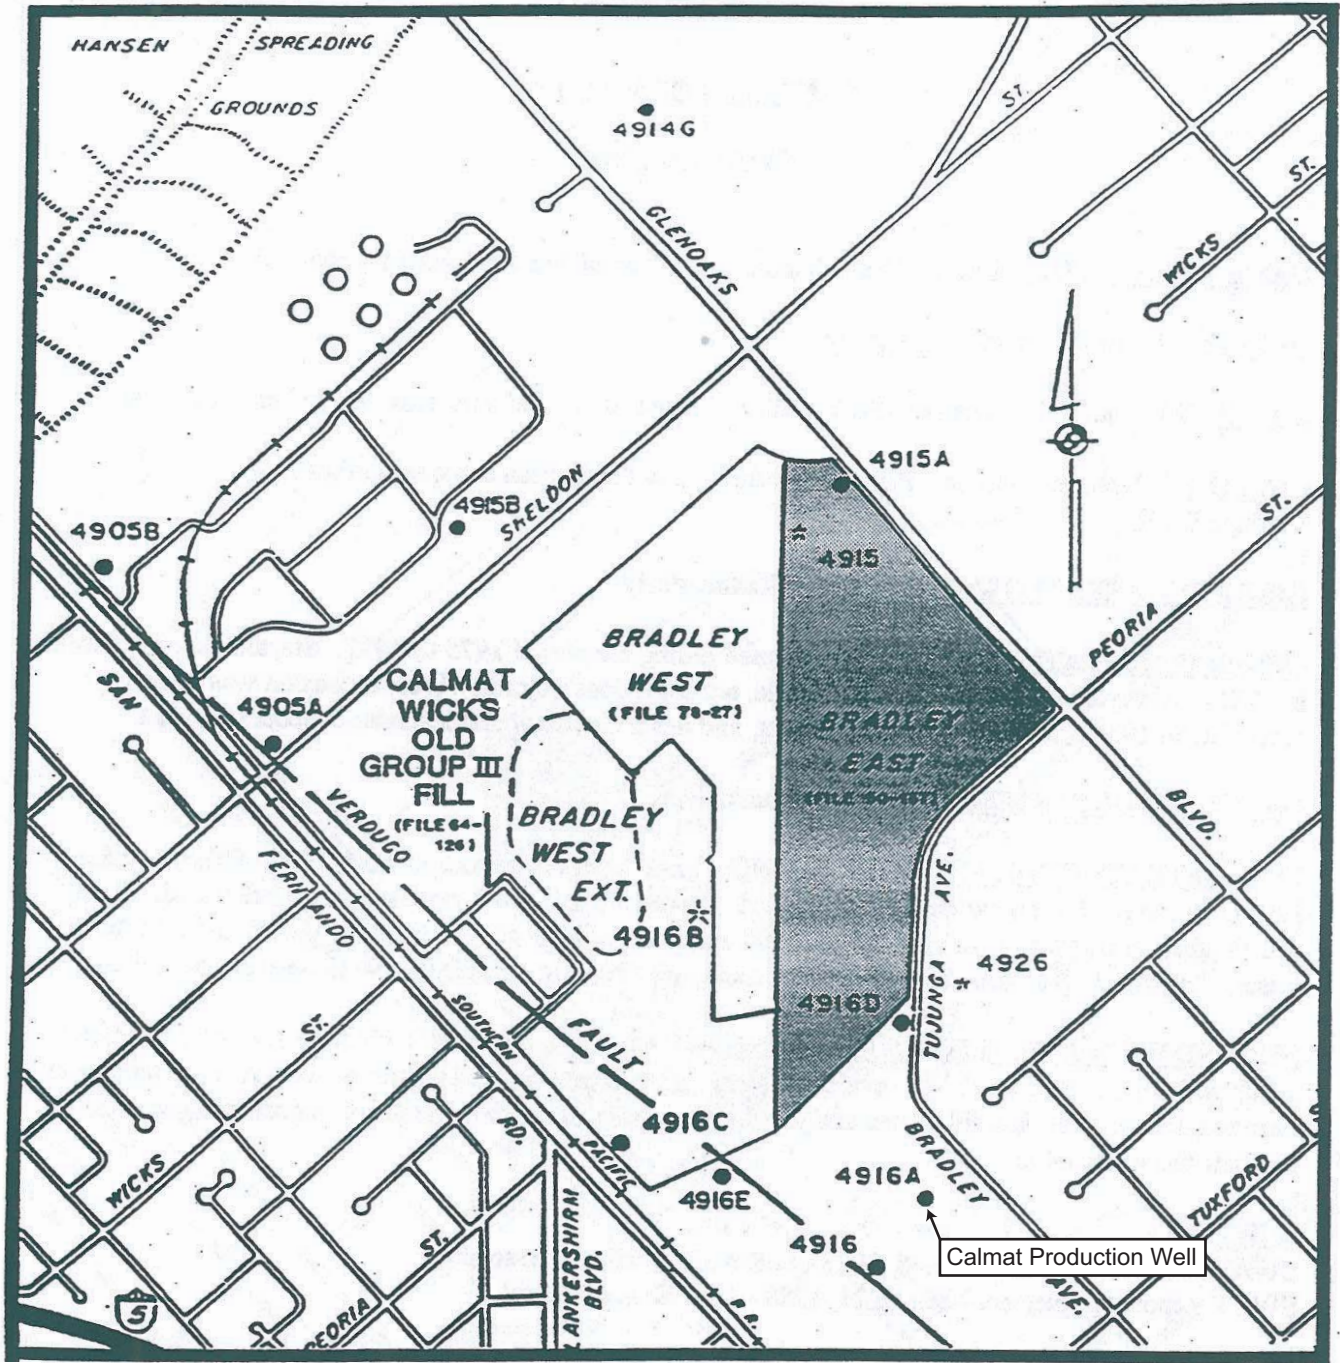 HANSEN SPREADING
GROUNDS
4914G
ST.
ST.
WICKS
GLENOAKS
4915A
4915B
SHELDON
4905B
4915
ST.
PEORIA
BRADLEY
WEST
(FILE 78-27)
CALMAT
WICK'S
OLD
GROUP III
FILL
(FILE 64-
126)
SAN
4905A
BRADLEY
EAST
VERDUGO
BRADLEY
WEST
EXT.
BLVD.
FERNANDO
AVE.
4916B
4926
4916D
TUJUNGA
SOUTHERN
FAULT
ST.
RD.
4916C
PACIFIC
BRADLEY
4916E
4916A
WICKS
TUXFORD
ST.
4916
Calmat Production Well
LANKERSHIM
BLVD.
AVE.
5
PEORIA
P.R.